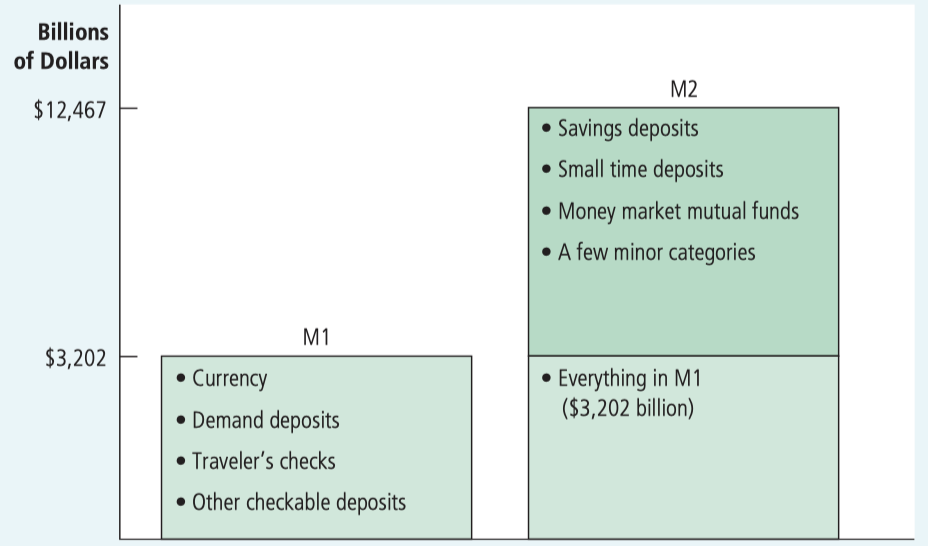 Billions
of Dollars
$12,467
$3,202
M1
• Currency
• Demand deposits
• Traveler’s checks
• Other checkable deposits
M2
• Savings deposits
• Small time deposits
• Money market mutual funds
• A few minor categories
• Everything in M1
($3,202 billion)